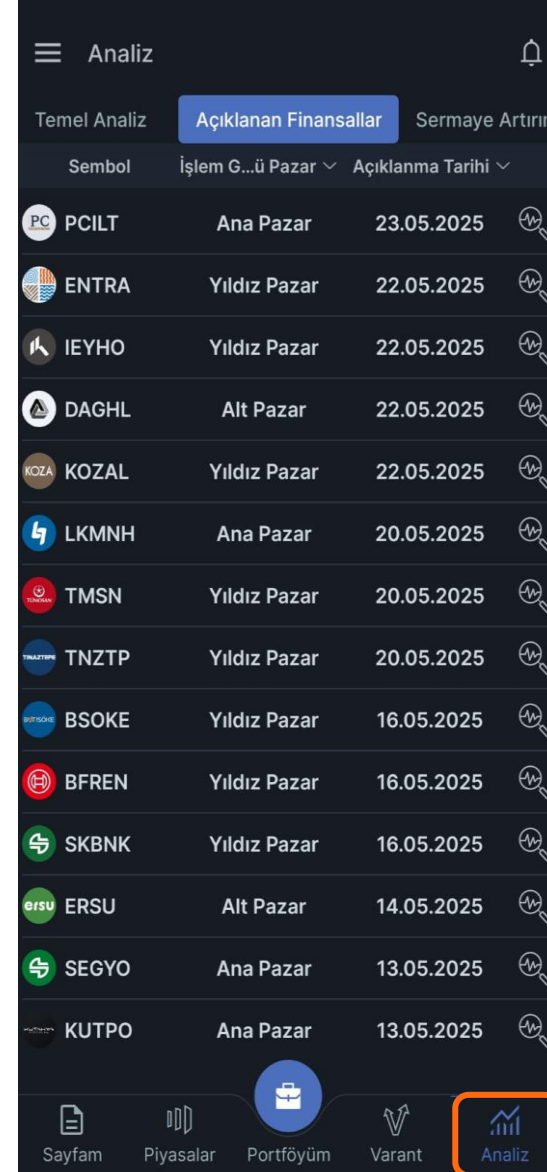 Analiz
Temel Analiz Açıklanan Finansallar Sermaye Artırım
Sembol İşlem G...ü Pazar Açıklanma Tarihi
PC PCILT Ana Pazar 23.05.2025
ENTRA Yıldız Pazar 22.05.2025
IEYHO Yıldız Pazar 22.05.2025
DAGHL Alt Pazar 22.05.2025
KOZA KOZAL Yıldız Pazar 22.05.2025
LKMNH Ana Pazar 20.05.2025
TÜMOSAN TMSN Yıldız Pazar 20.05.2025
TINAZTEPE TNZTP Yıldız Pazar 20.05.2025
BATISÖKE BSOKE Yıldız Pazar 16.05.2025
BFREN Yıldız Pazar 16.05.2025
SKBNK Yıldız Pazar 16.05.2025
ersu ERSU Alt Pazar 14.05.2025
SEGYO Ana Pazar 13.05.2025
KUTPO Ana Pazar 13.05.2025
Sayfam Piyasalar Portföyüm Varant Analiz